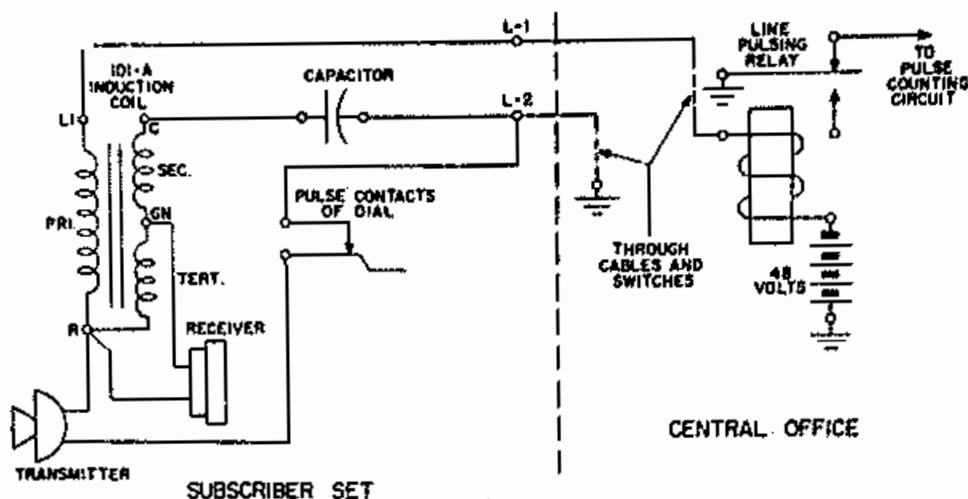 L-1
LINE
PULSING
RELAY
TO
PULSE
COUNTING
CIRCUIT
101-A
INDUCTION
COIL
CAPACITOR
L-2
L1
C
SEC.
GN
PULSE CONTACTS
OF DIAL
PRI.
TERT.
THROUGH
CABLES AND
SWITCHES
48
VOLTS
R
RECEIVER
TRANSMITTER
CENTRAL OFFICE
SUBSCRIBER SET